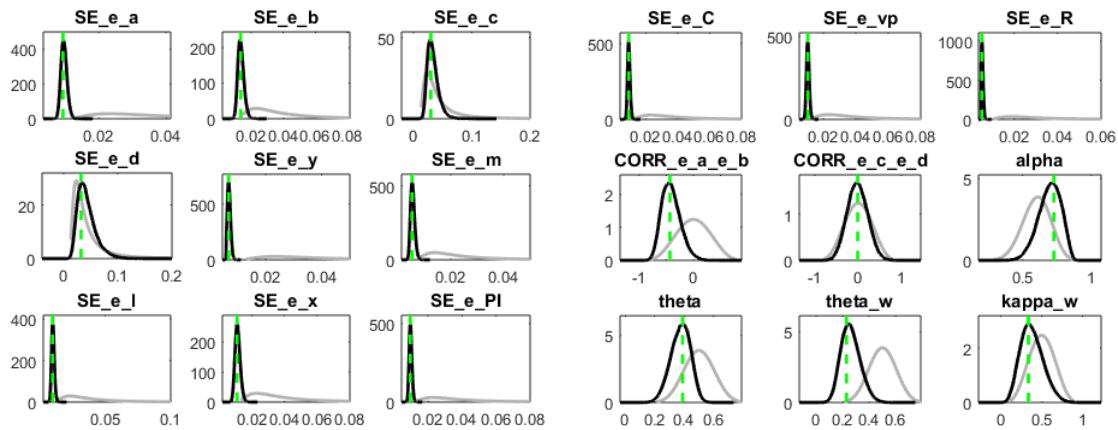 SE_e_a SE_e_b SE_e_c SE_e_C SE_e_vp SE_e_R
400 200 50 500 500 1000
200 100 500
0 0 0 0 0 0
0.02 0.04 0.02 0.04 0.06 0.08 0 0.1 0.2 0.02 0.04 0.06 0.08 0.02 0.04 0.06 0.08 0.02 0.04 0.06
SE_e_d SE_e_y SE_e_m CORR_e_a_e_b CORR_e_c_e_d alpha
20 500 500 2 2 5
1 1
0 0 0 0 0 0
0 0.1 0.2 0.02 0.04 0.02 0.04 -1 0 -1 0 1 0.5 1
SE_e_l SE_e_x SE_e_PI theta theta_w kappa_w
400 200 500 5 5 2
200 100
0 0 0 0 0 0
0.05 0.1 0.02 0.04 0.06 0.08 0.02 0.04 0.06 0.08 0 0.2 0.4 0.6 0 0.2 0.4 0.6 0 0.5 1